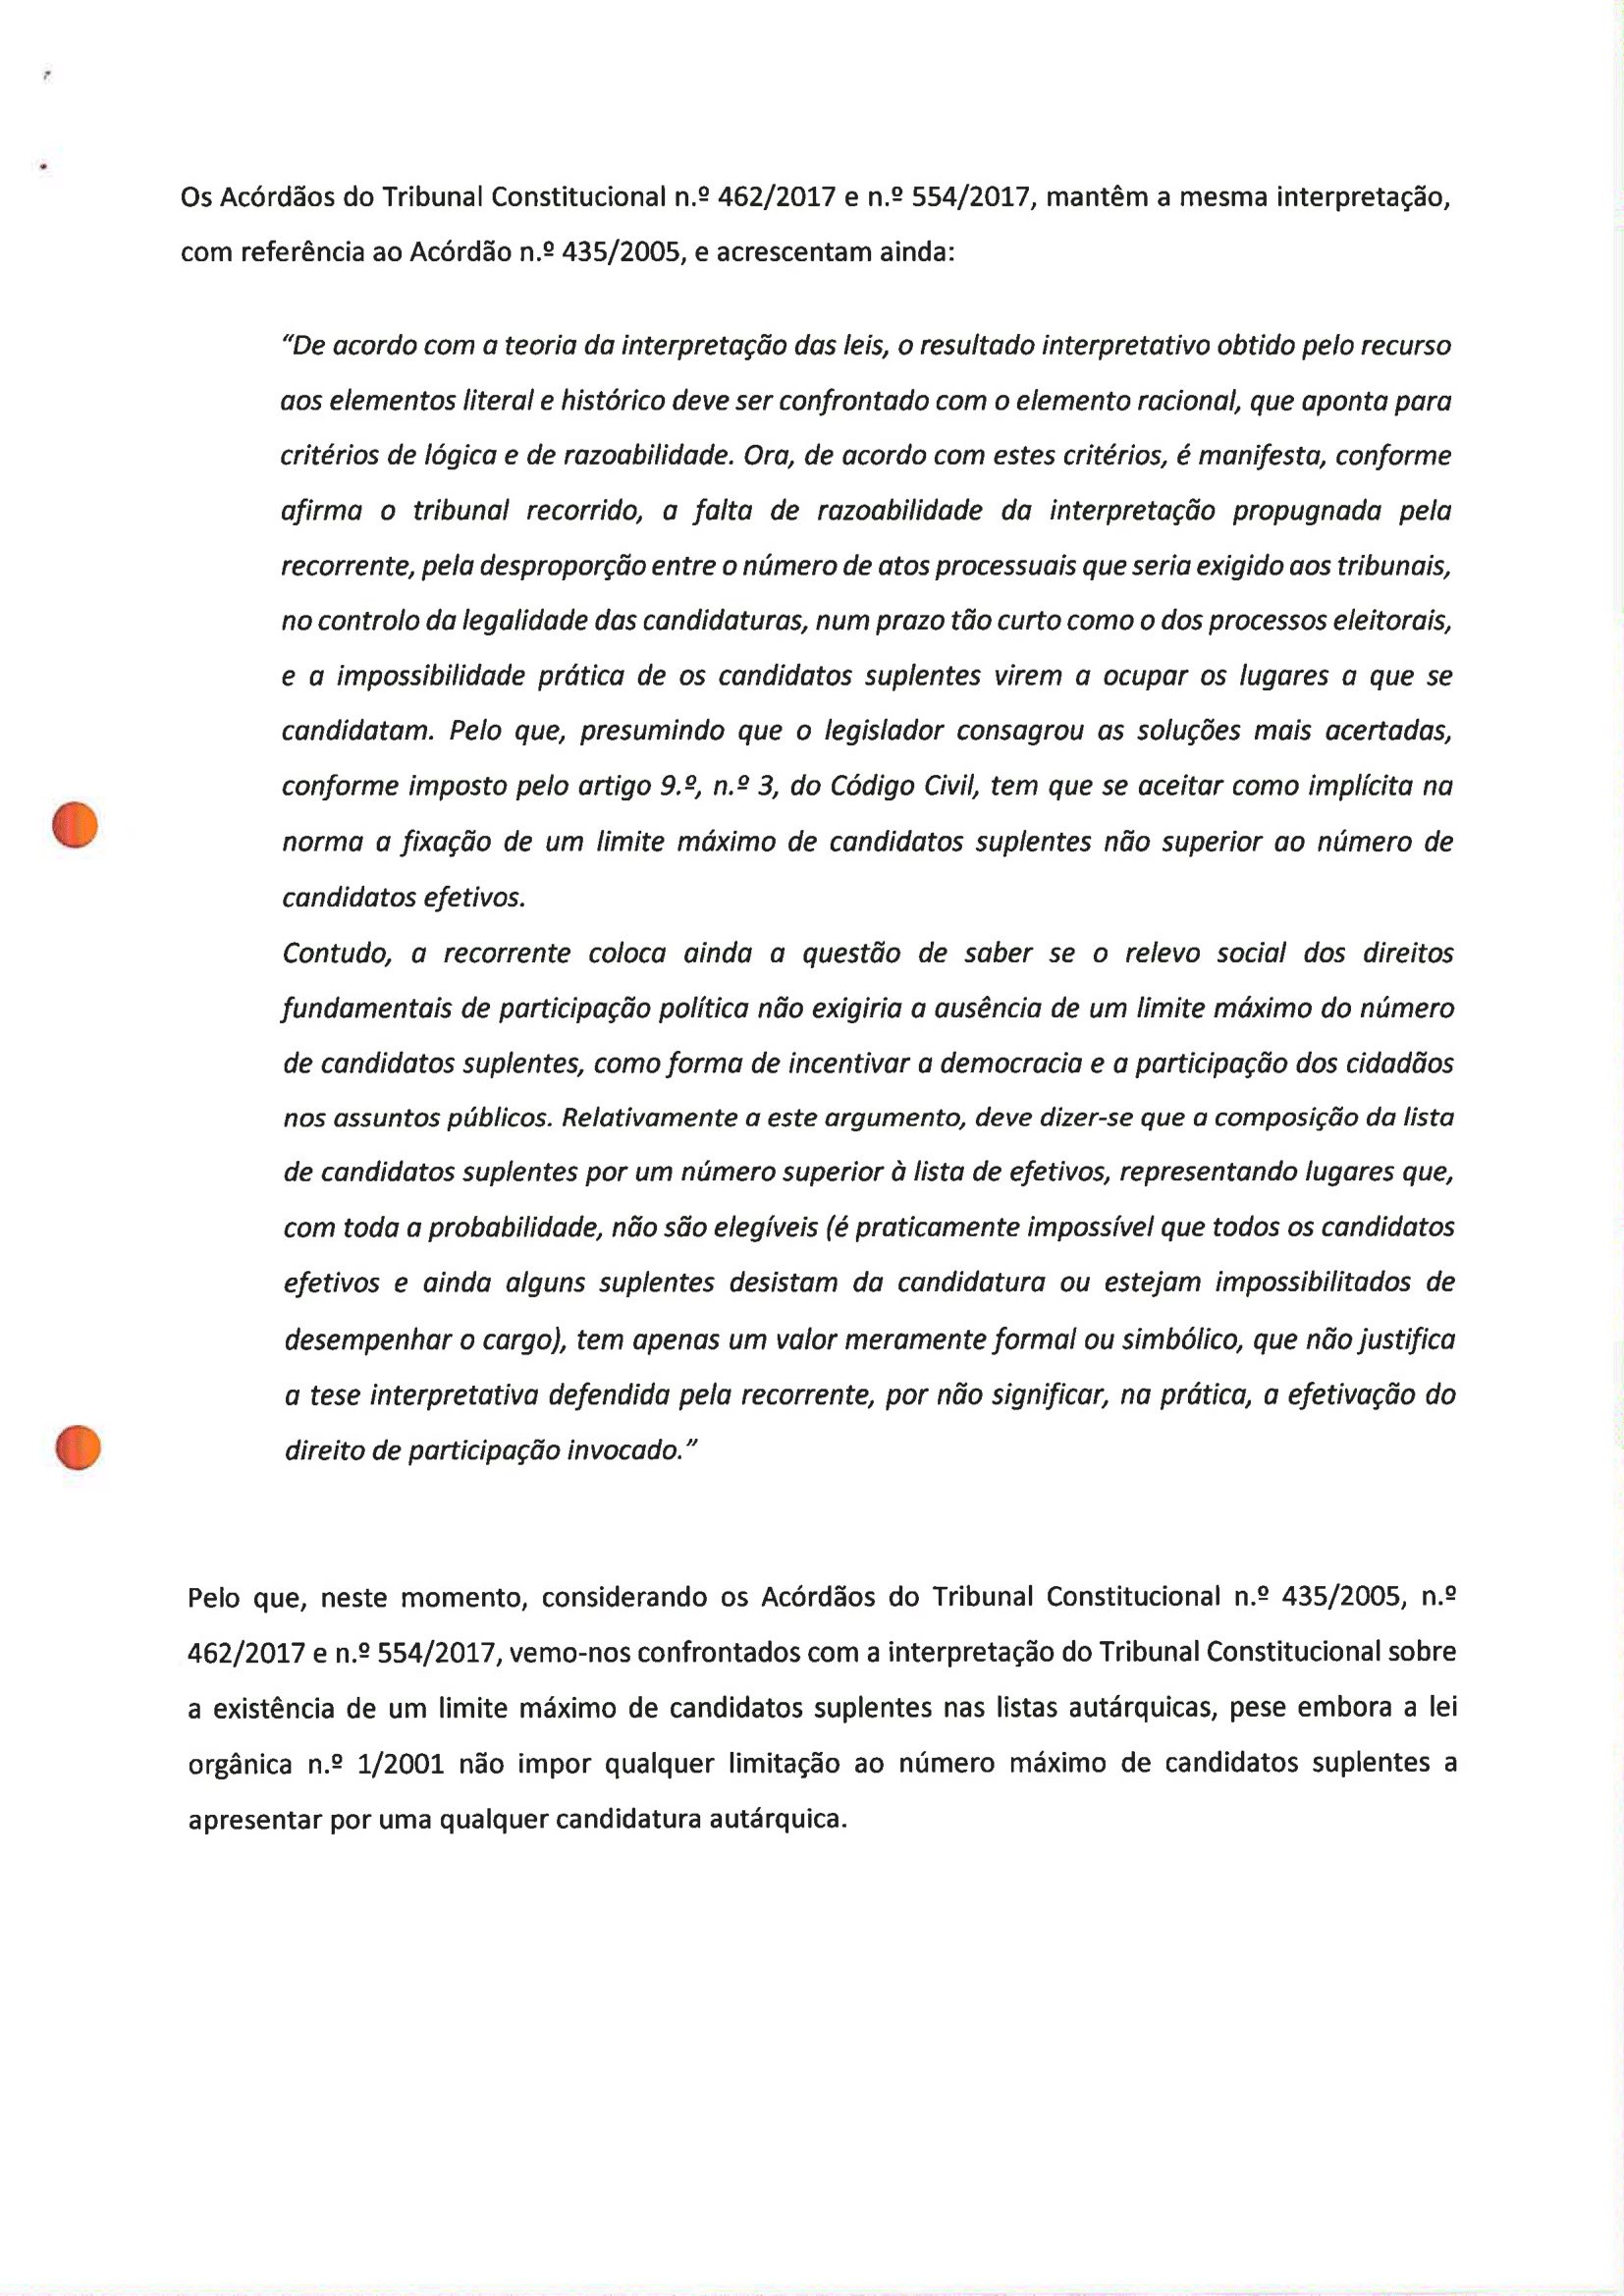 Os Acórdãos do Tribunal Constitucional n.º 462/2017 e n.º 554/2017, mantêm a mesma interpretação,
com referência ao Acórdão n.º 435/2005, e acrescentam ainda:
“De acordo com a teoria da interpretação das leis, o resultado interpretativo obtido pelo recurso
aos elementos literal e histórico deve ser confrontado com o elemento racional, que aponta para
critérios de lógica e de razoabilidade. Ora, de acordo com estes critérios, é manifesta, conforme
afirma o tribunal recorrido, a falta de razoabilidade da interpretação propugnada pela
recorrente, pela desproporção entre o número de atos processuais que seria exigido aos tribunais,
no controlo da legalidade das candidaturas, num prazo tão curto como o dos processos eleitorais,
e a impossibilidade prática de os candidatos suplentes virem a ocupar os lugares a que se
candidatam. Pelo que, presumindo que o legislador consagrou as soluções mais acertadas,
conforme imposto pelo artigo 9.º, n.º 3, do Código Civil, tem que se aceitar como implícita na
norma a fixação de um limite máximo de candidatos suplentes não superior ao número de
candidatos efetivos.
Contudo, a recorrente coloca ainda a questão de saber se o relevo social dos direitos
fundamentais de participação política não exigiria a ausência de um limite máximo do número
de candidatos suplentes, como forma de incentivar a democracia e a participação dos cidadãos
nos assuntos públicos. Relativamente a este argumento, deve dizer-se que a composição da lista
de candidatos suplentes por um número superior à lista de efetivos, representando lugares que,
com toda a probabilidade, não são elegíveis (é praticamente impossível que todos os candidatos
efetivos e ainda alguns suplentes desistam da candidatura ou estejam impossibilitados de
desempenhar o cargo), tem apenas um valor meramente formal ou simbólico, que não justifica
a tese interpretativa defendida pela recorrente, por não significar, na prática, a efetivação do
direito de participação invocado.”
Pelo que, neste momento, considerando os Acórdãos do Tribunal Constitucional n.º 435/2005, n.º
462/2017 e n.º 554/2017, vemo-nos confrontados com a interpretação do Tribunal Constitucional sobre
a existência de um limite máximo de candidatos suplentes nas listas autárquicas, pese embora a lei
orgânica n.º 1/2001 não impor qualquer limitação ao número máximo de candidatos suplentes a
apresentar por uma qualquer candidatura autárquica.